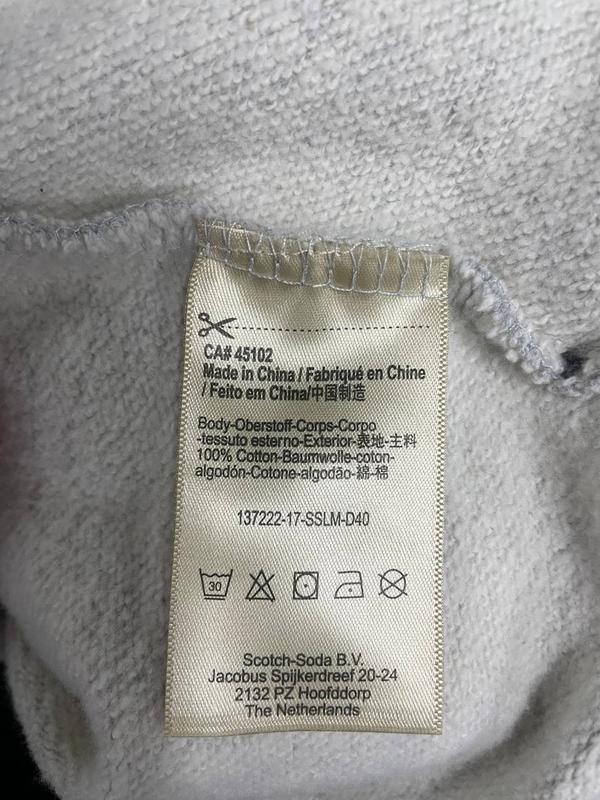 CA# 45102
Made in China / Fabriqué en Chine
/ Feito em China/中国制造
Body-Oberstoff-Corps-Corpo
-tessuto esterno-Exterior-表地-主料
100% Cotton-Baumwolle-coton-
algodón-Cotone-algodão-綿-棉
137222-17-SSLM-D40
30
Scotch-Soda B.V.
Jacobus Spijkerdreef 20-24
2132 PZ Hoofddorp
The Netherlands